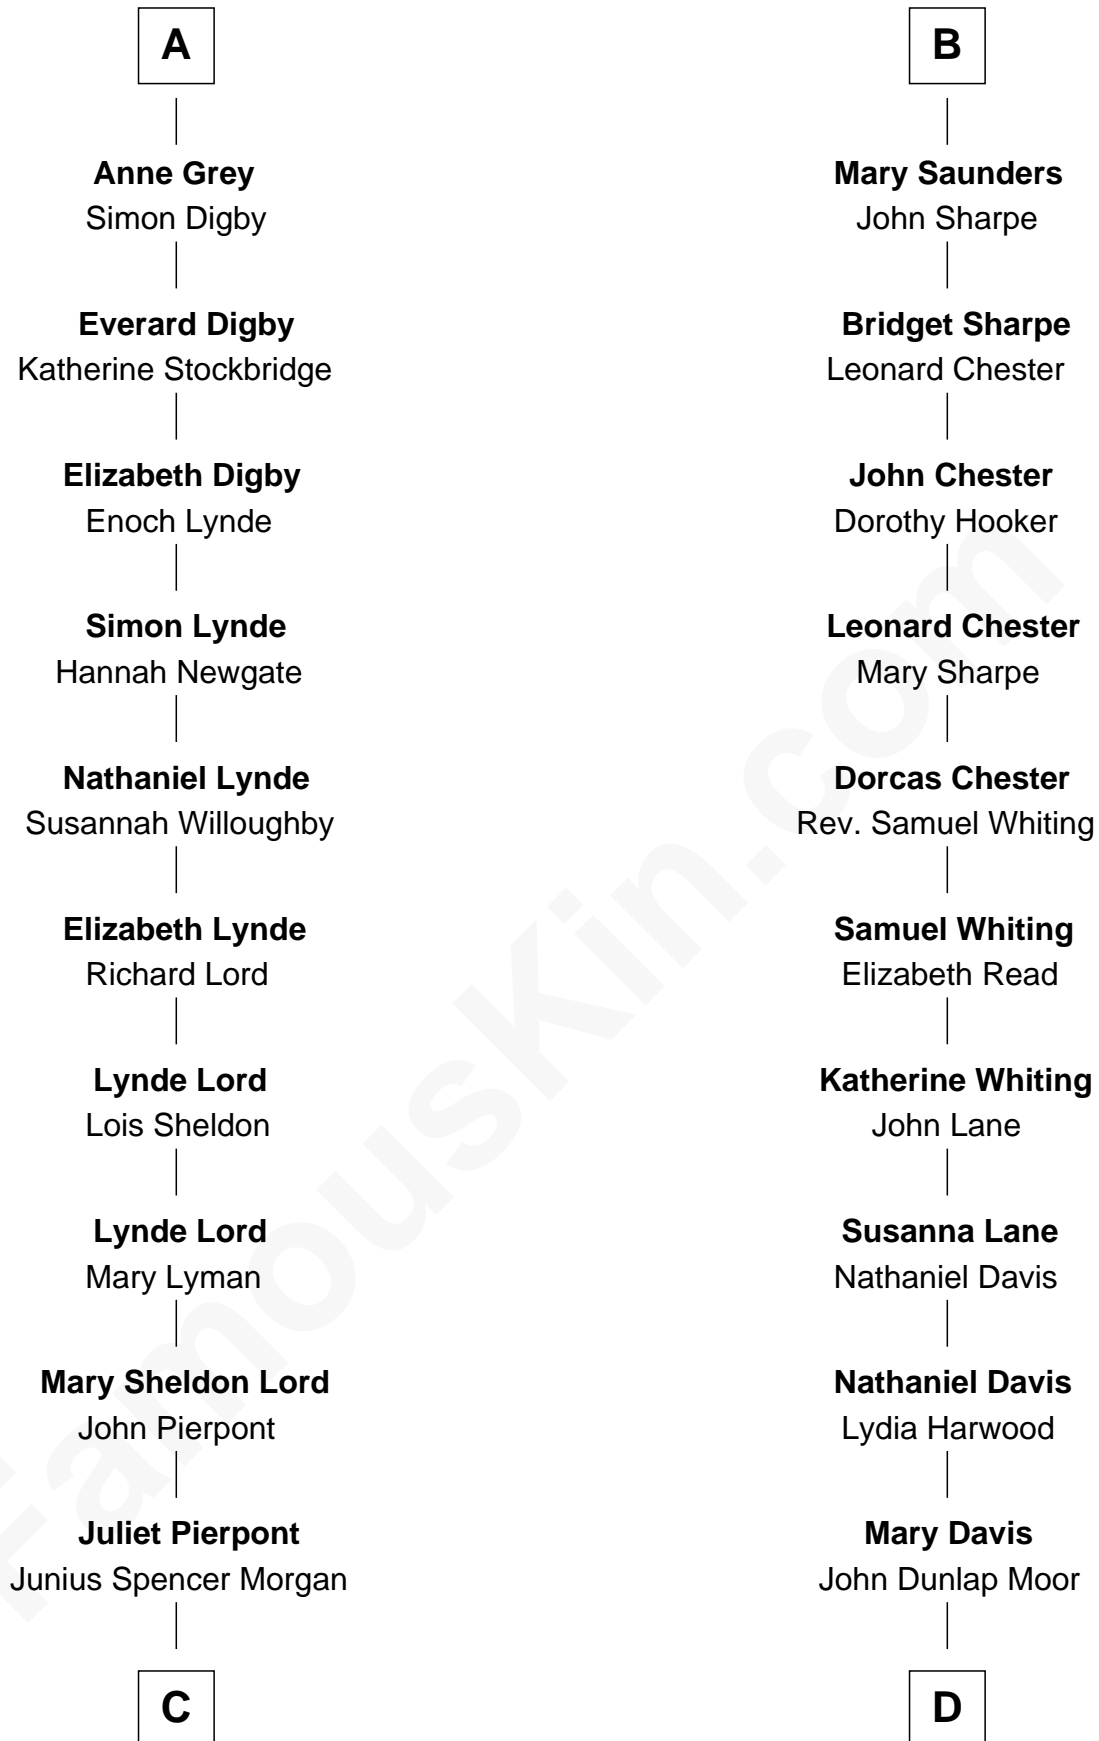 A
Anne Grey
Simon Digby
Everard Digby
Katherine Stockbridge
Elizabeth Digby
Enoch Lynde
Simon Lynde
Hannah Newgate
Nathaniel Lynde
Susannah Willoughby
Elizabeth Lynde
Richard Lord
Lynde Lord
Lois Sheldon
Lynde Lord
Mary Lyman
Mary Sheldon Lord
John Pierpont
Juliet Pierpont
Junius Spencer Morgan
C
B
Mary Saunders
John Sharpe
Bridget Sharpe
Leonard Chester
John Chester
Dorothy Hooker
Leonard Chester
Mary Sharpe
Dorcas Chester
Rev. Samuel Whiting
Samuel Whiting
Elizabeth Read
Katherine Whiting
John Lane
Susanna Lane
Nathaniel Davis
Nathaniel Davis
Lydia Harwood
Mary Davis
John Dunlap Moor
D
FamousKin.com